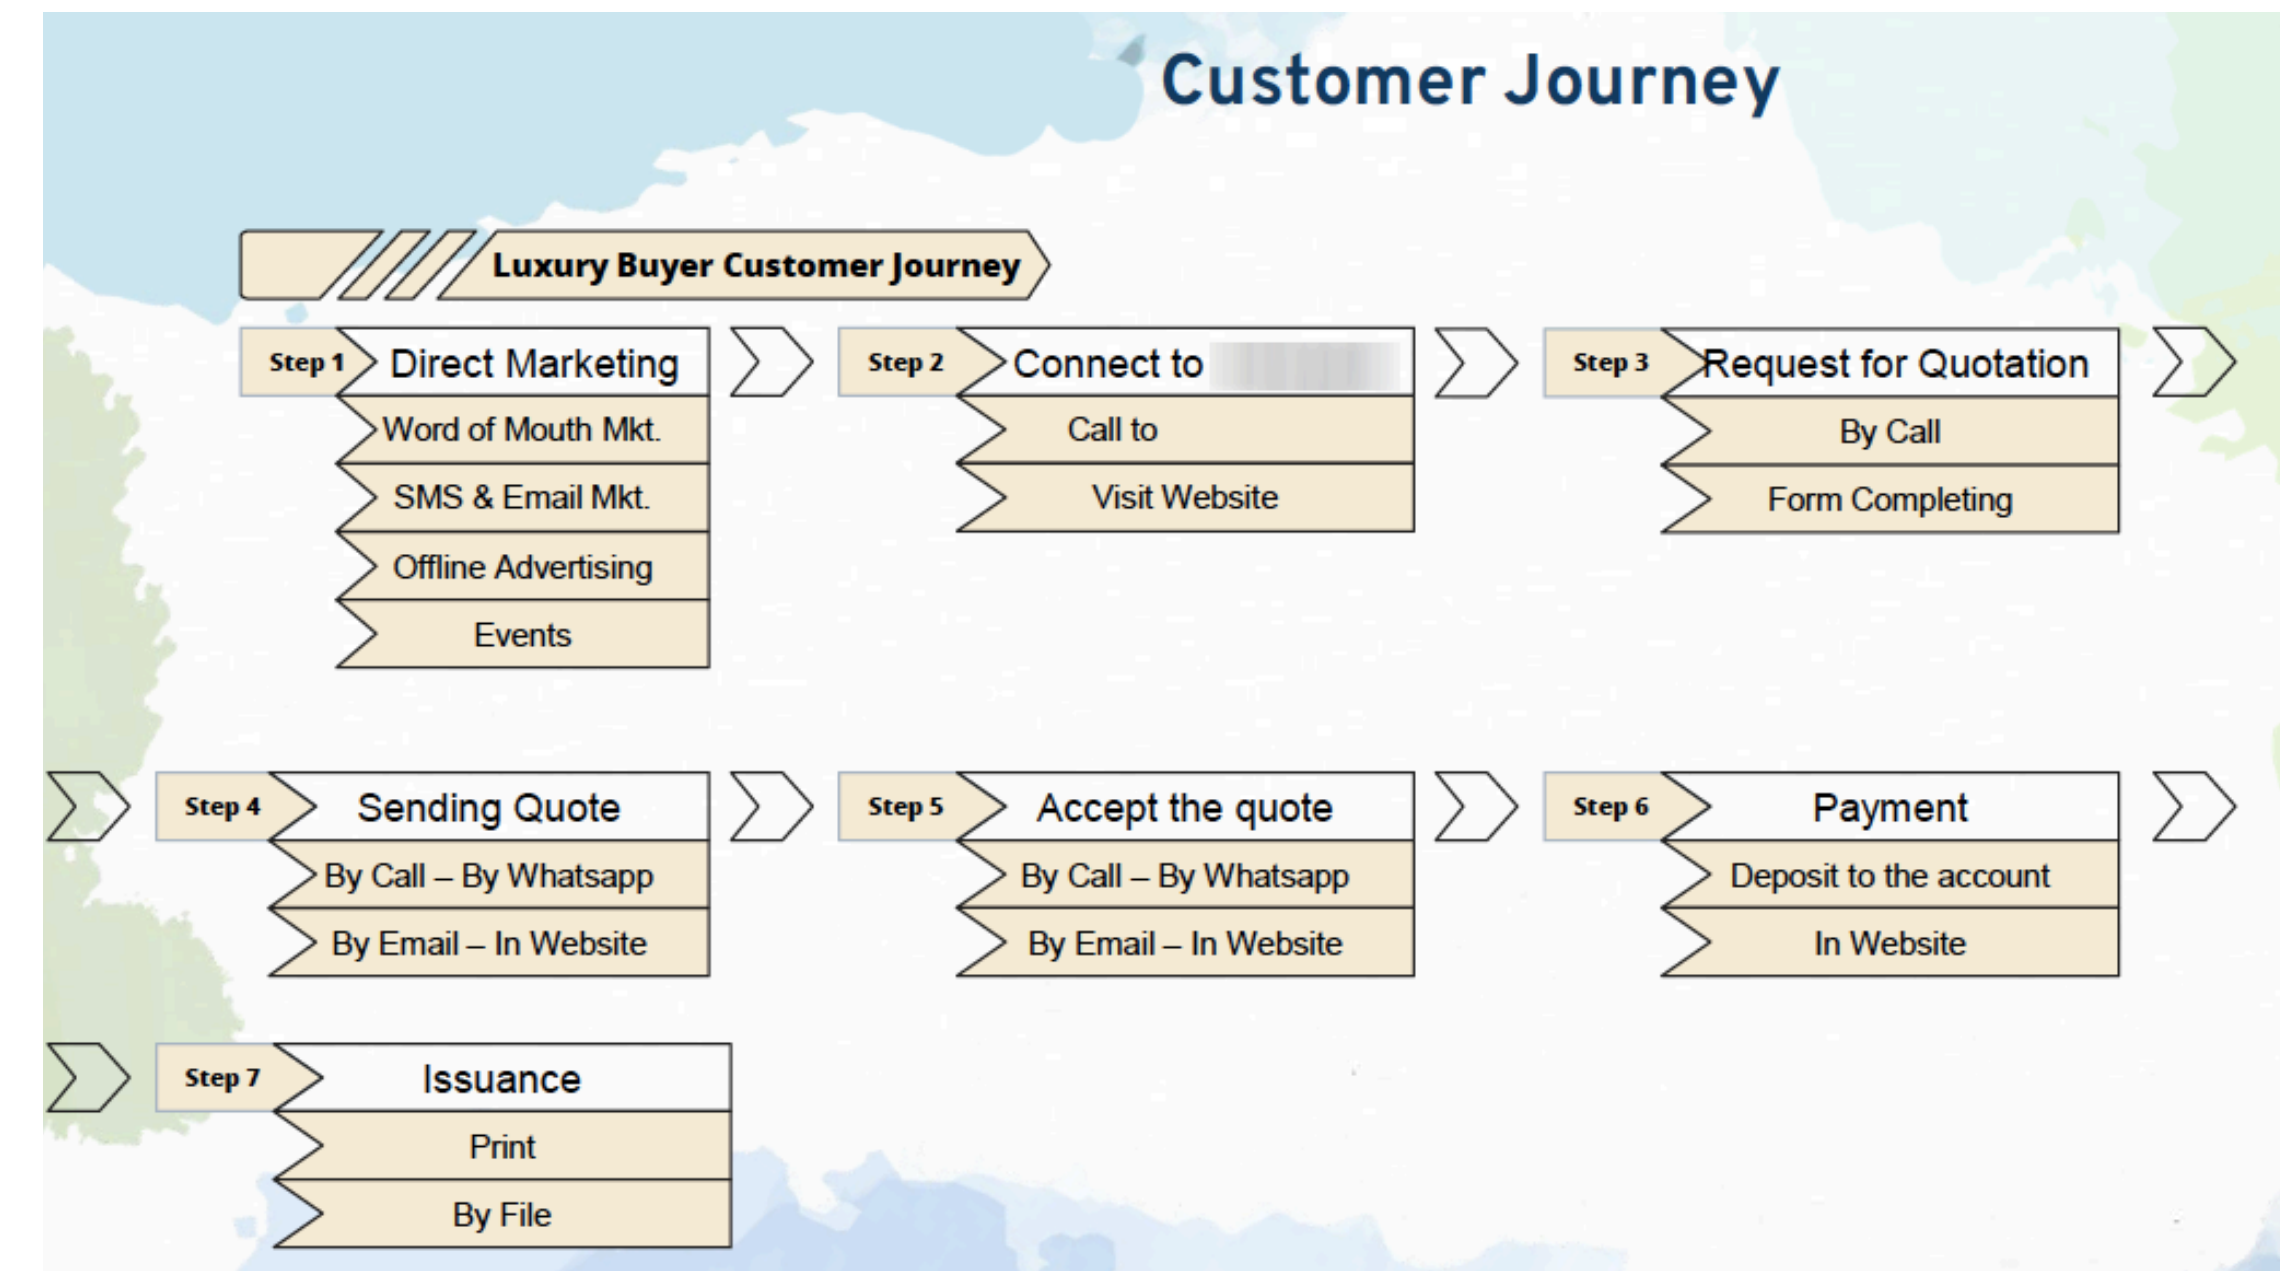 Customer Journey
Luxury Buyer Customer Journey
Step 1
Direct Marketing
Word of Mouth Mkt.
SMS & Email Mkt.
Offline Advertising
Events
Step 2
Connect to
Call to
Visit Website
Step 3
Request for Quotation
By Call
Form Completing
Step 4
Sending Quote
By Call – By Whatsapp
By Email – In Website
Step 5
Accept the quote
By Call – By Whatsapp
By Email – In Website
Step 6
Payment
Deposit to the account
In Website
Step 7
Issuance
Print
By File